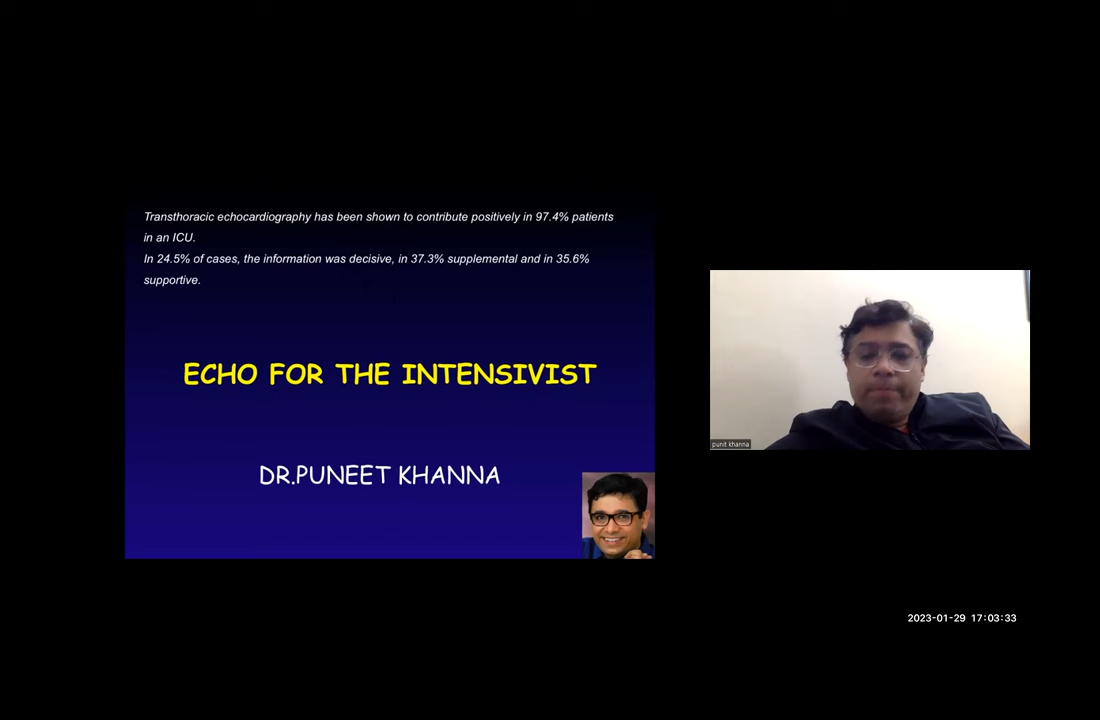 Transthoracic echocardiography has been shown to contribute positively in 97.4% patients
in an ICU.
In 24.5% of cases, the information was decisive, in 37.3% supplemental and in 35.6%
supportive.
ECHO FOR THE INTENSIVIST
DR.PUNEET KHANNA
punit khanna
2023-01-29 17:03:33